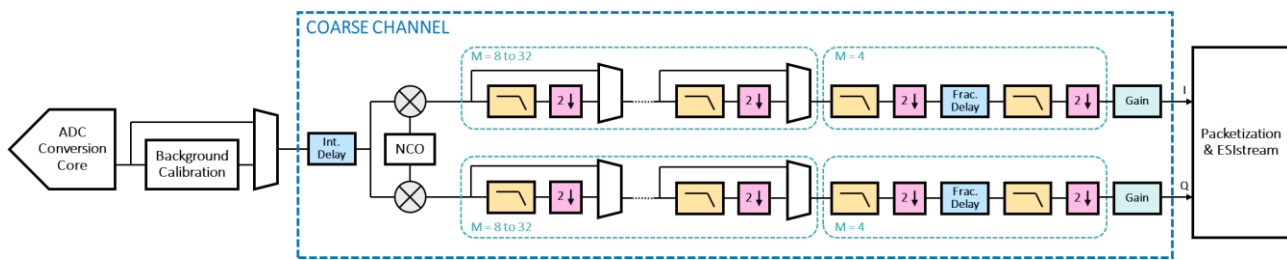 COARSE CHANNEL
M = 8 to 32
M = 4
2
2
2
Frac.
Delay
2
Gain
I
ADC
Conversion
Core
Background
Calibration
Int.
Delay
NCO
Packetization
& ESIstream
2
2
2
Frac.
Delay
2
Gain
Q
M = 8 to 32
M = 4